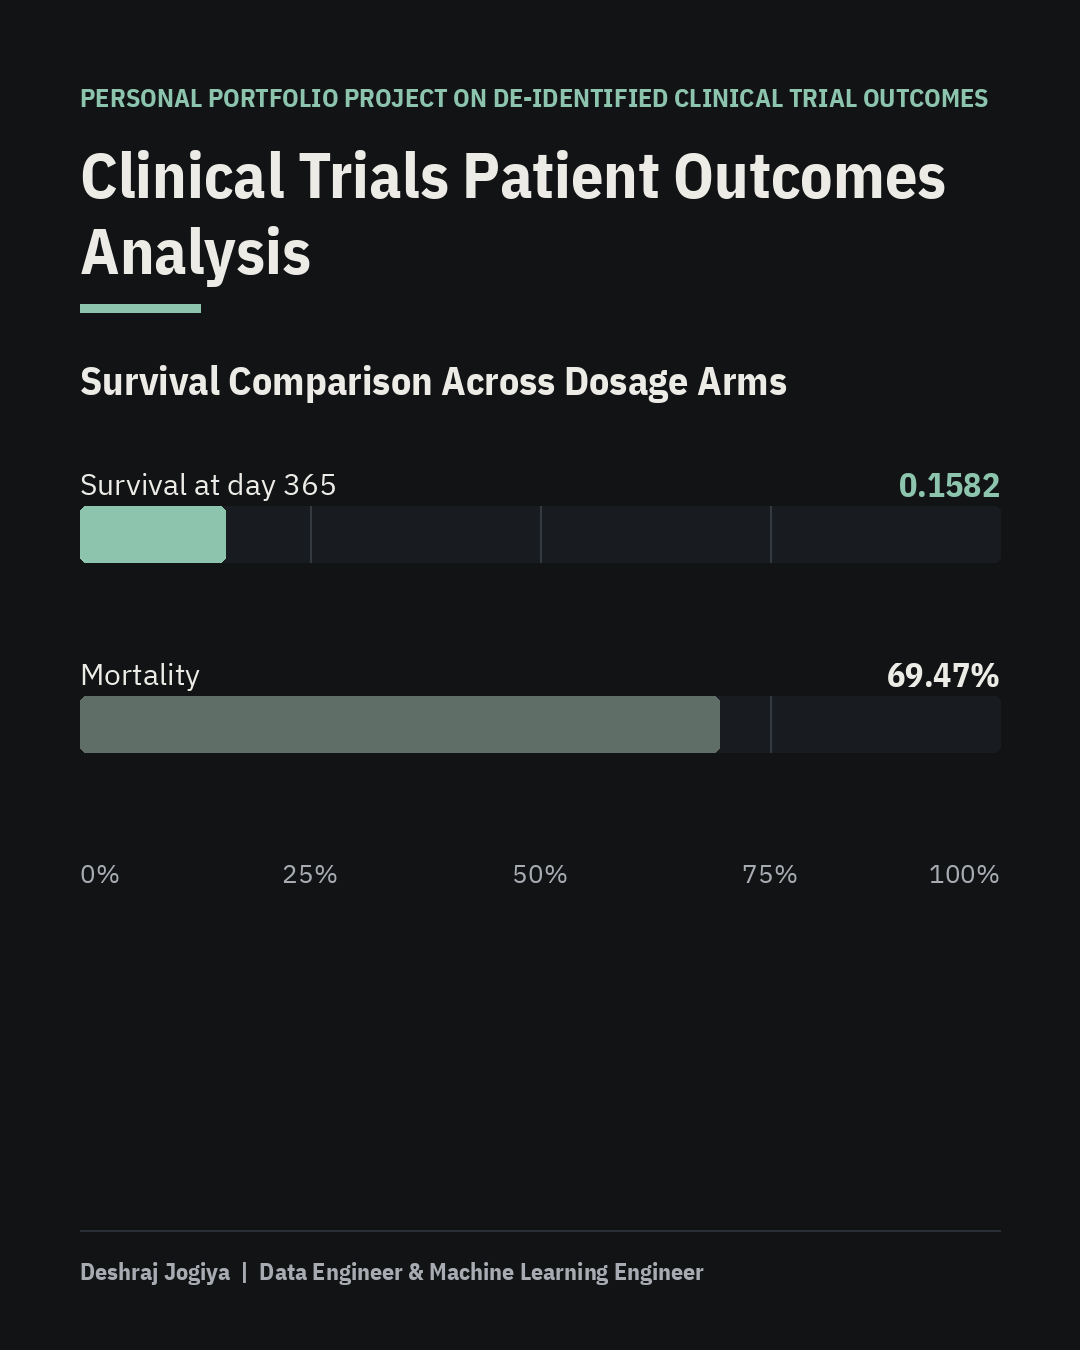 PERSONAL PORTFOLIO PROJECT ON DE-IDENTIFIED CLINICAL TRIAL OUTCOMES
Clinical Trials Patient Outcomes
Analysis
Survival Comparison Across Dosage Arms
Survival at day 365 0.1582
Mortality 69.47%
0% 25% 50% 75% 100%
Deshraj Jogiya | Data Engineer & Machine Learning Engineer